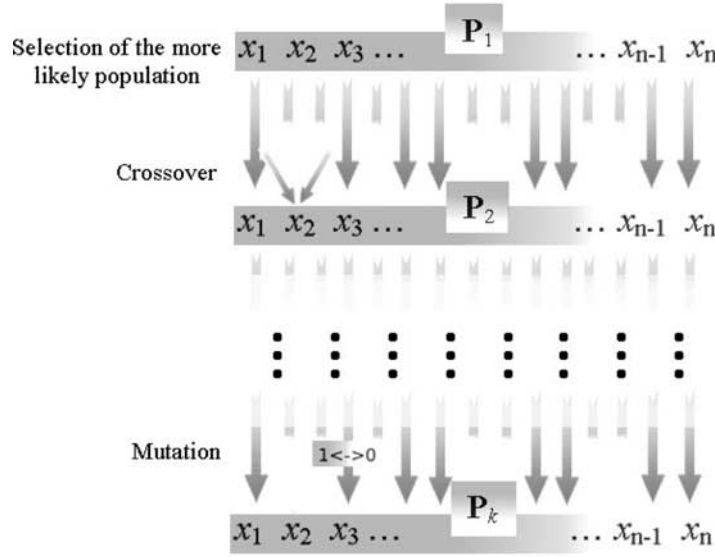 Selection of the more
likely population
x1 x2 x3 ... P1 ... xn-1 xn
Crossover
x1 x2 x3 ... P2 ... xn-1 xn
Mutation
1<->0
x1 x2 x3 ... Pk ... xn-1 xn